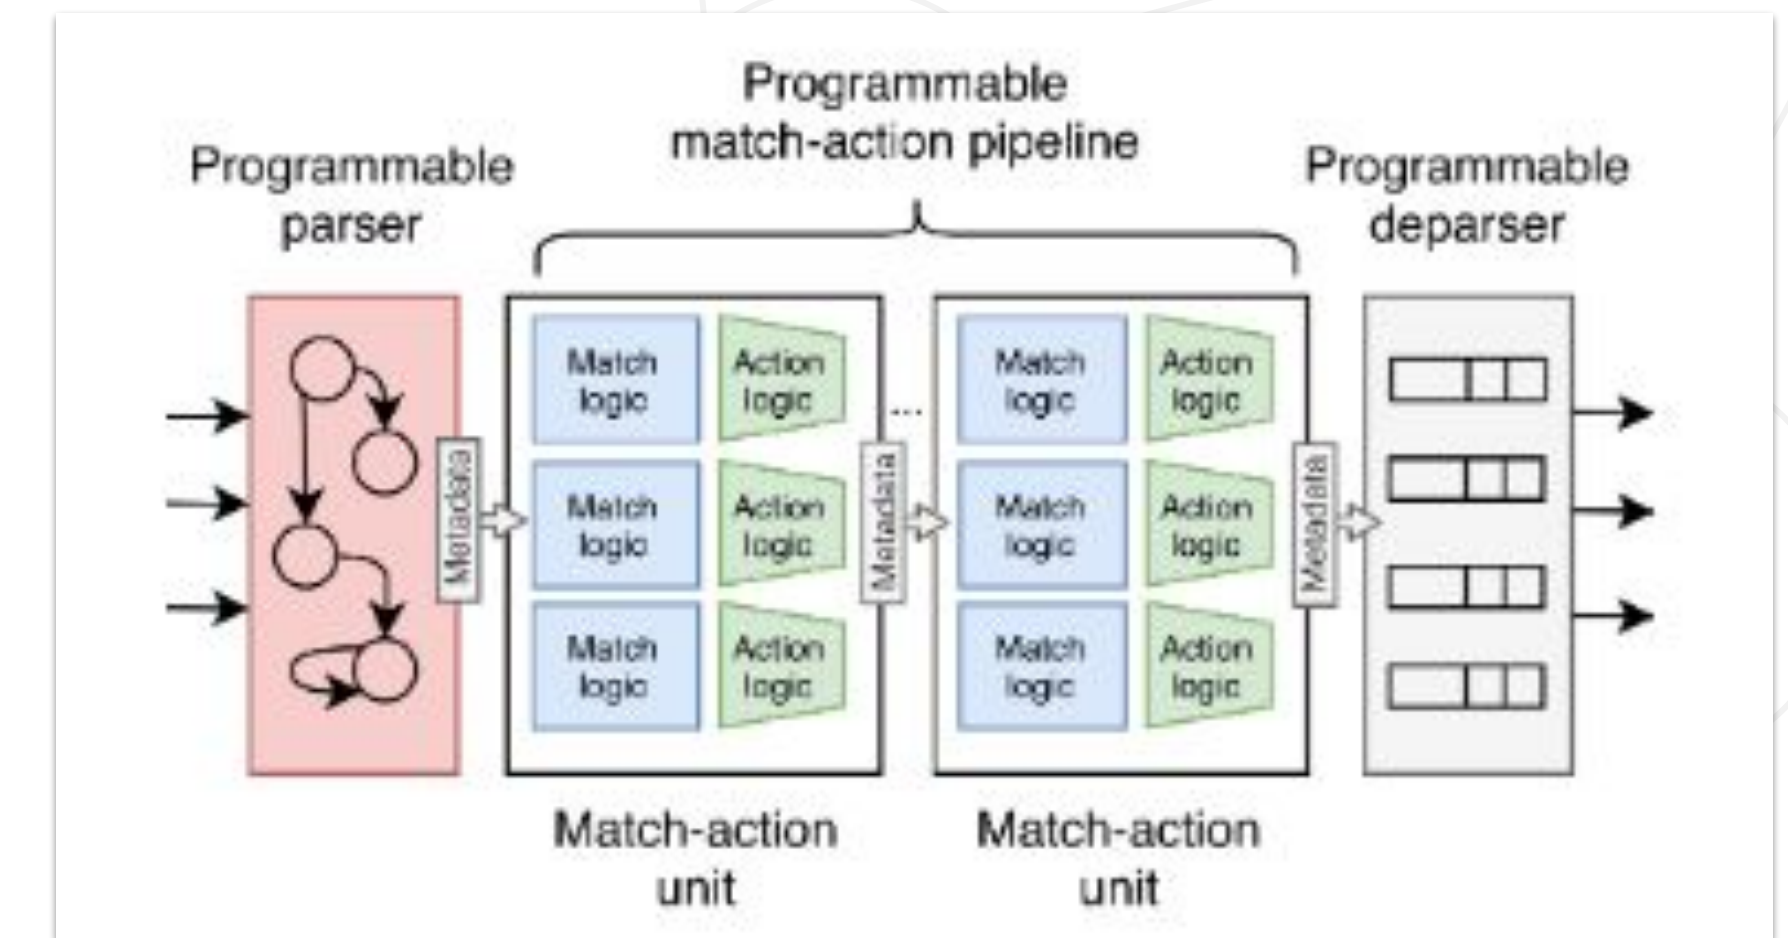 Programmable
match-action pipeline
Programmable
parser
Programmable
deparser
Match
logic
Action
logic
Match
logic
Action
logic
Match
logic
Action
logic
Metadata
Match
logic
Action
logic
Match
logic
Action
logic
Match
logic
Action
logic
...
Metadata
Metadata
Match-action
unit
Match-action
unit